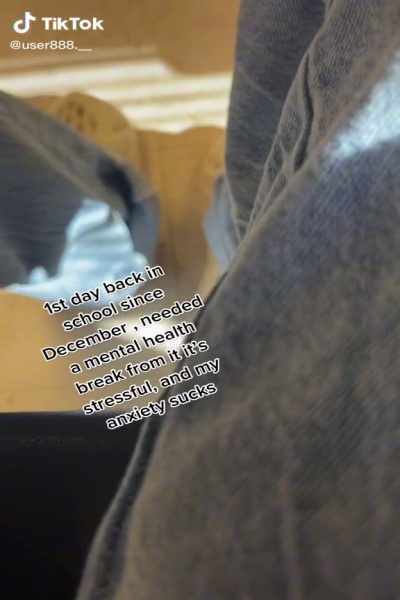 TikTok
@user888.__
1st day back in
school since
December , needed
a mental health
break from it it's
stressful, and my
anxiety sucks